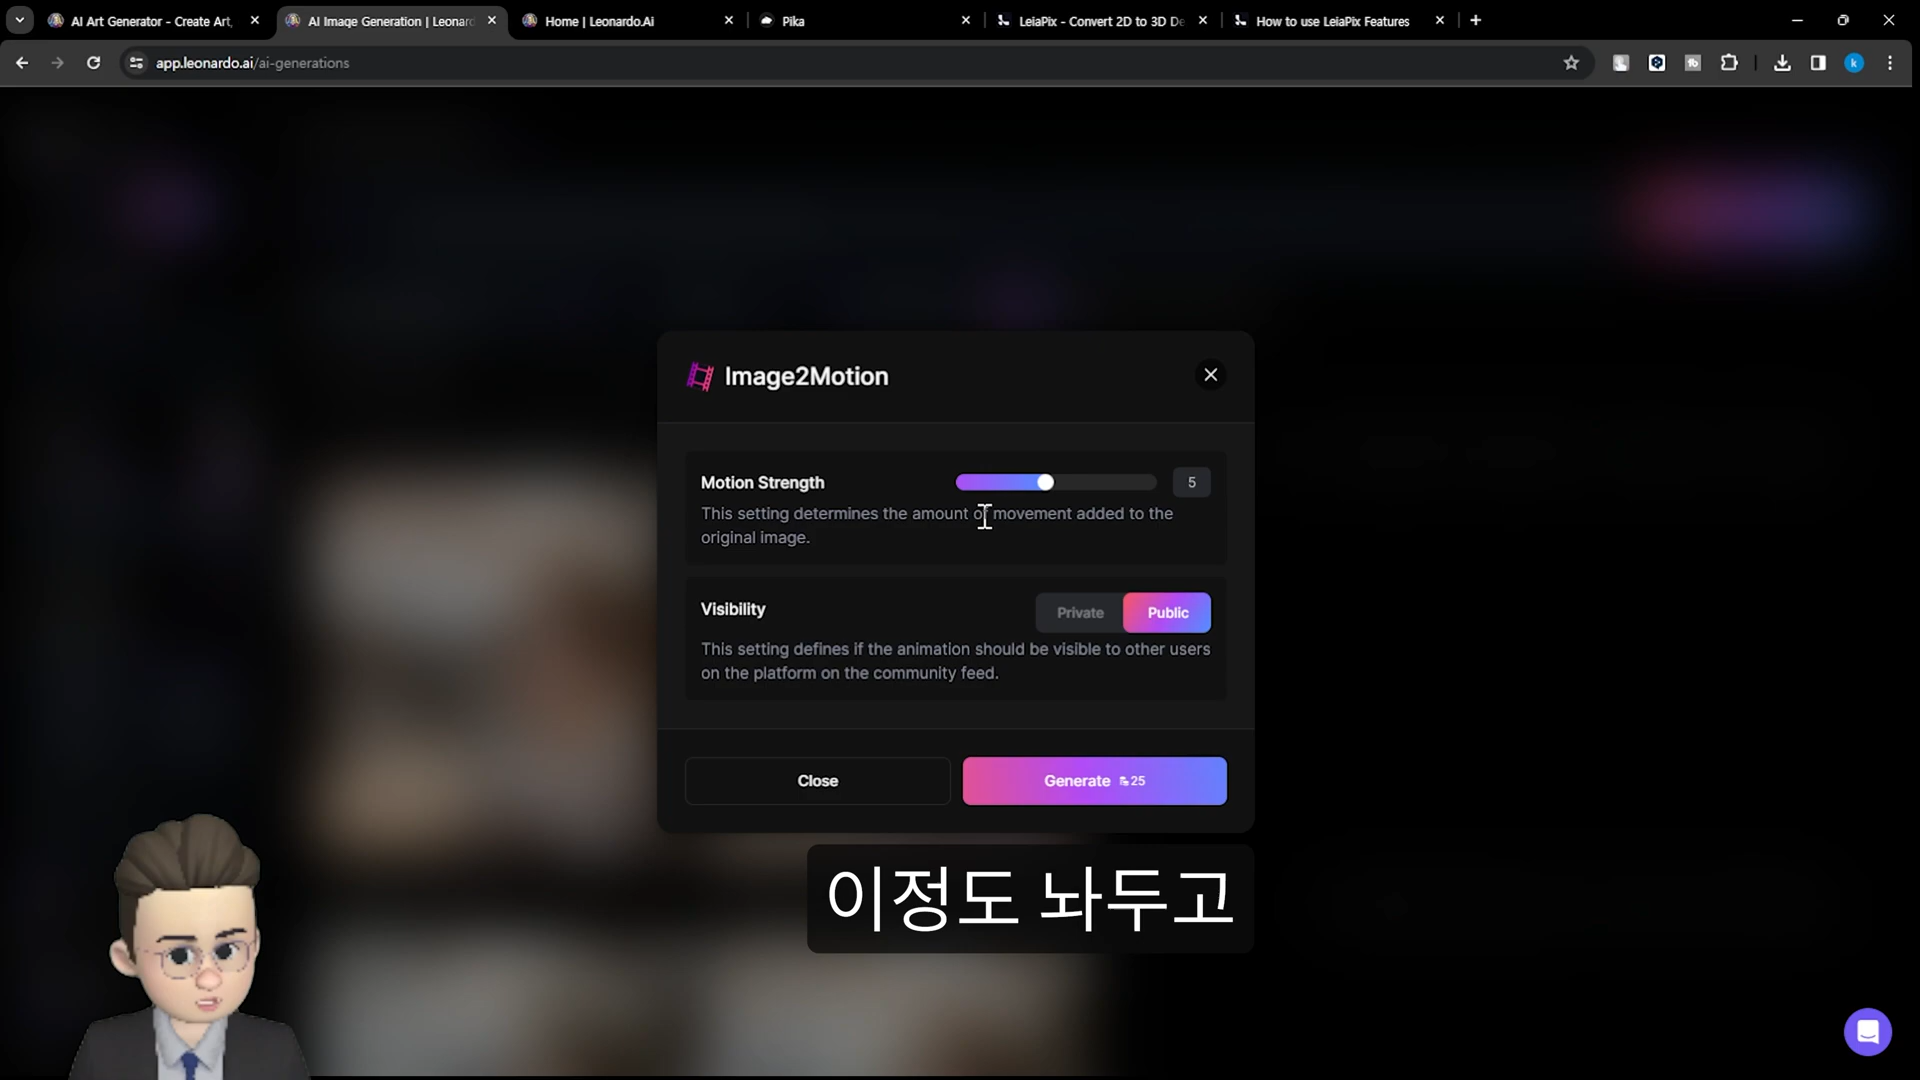 AI Art Generator - Create Art,
AI Image Generation | Leonard
Home | Leonardo.Ai
Pika
LeiaPix - Convert 2D to 3D De
How to use LeiaPix Features
app.leonardo.ai/ai-generations
k
Image2Motion
Motion Strength
5
This setting determines the amount of movement added to the
original image.
Visibility
Private
Public
This setting defines if the animation should be visible to other users
on the platform on the community feed.
Close
Generate 25
이정도 놔두고